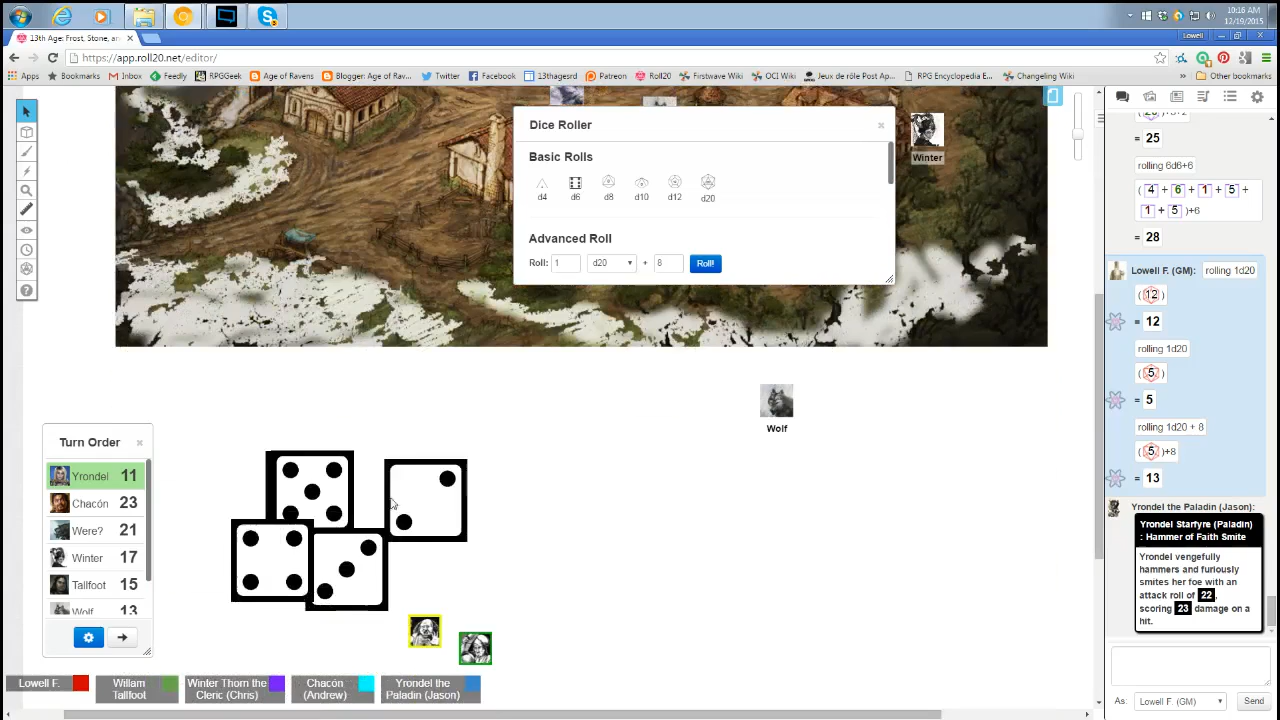 10:16 AM
12/19/2015
13th Age: Frost, Stone, an
Lowell
https://app.roll20.net/editor/
Apps
Bookmarks
Inbox
Feedly
RPGGeek
Age of Ravens
Blogger: Age of Rav...
Twitter
Facebook
13thagesrd
Patreon
Roll20
Firstwave Wiki
OCI Wiki
Jeux de rôle Post Ap...
RPG Encyclopedia E...
Changeling Wiki
Other bookmarks
Dice Roller
Basic Rolls
d4 d6 d8 d10 d12 d20
Advanced Roll
Roll: 1 d20 + 8 Roll!
Winter
Wolf
Turn Order
Yrondel 11
Chacón 23
Were? 21
Winter 17
Tallfoot 15
Wolf 13
Lowell F.
Willam
Tallfoot
Winter Thorn the
Cleric (Chris)
Chacón
(Andrew)
Yrondel the
Paladin (Jason)
= 25
rolling 6d6+6
( 4 + 6 + 1 + 5 +
1 + 5 )+6
= 28
Lowell F. (GM): rolling 1d20
( 12 )
= 12
rolling 1d20
( 5 )
= 5
rolling 1d20 + 8
( 5 )+8
= 13
Yrondel the Paladin (Jason):
Yrondel Starfyre (Paladin)
: Hammer of Faith Smite
Yrondel vengefully
hammers and furiously
smites her foe with an
attack roll of 22,
scoring 23 damage on a
hit.
As: Lowell F. (GM) Send